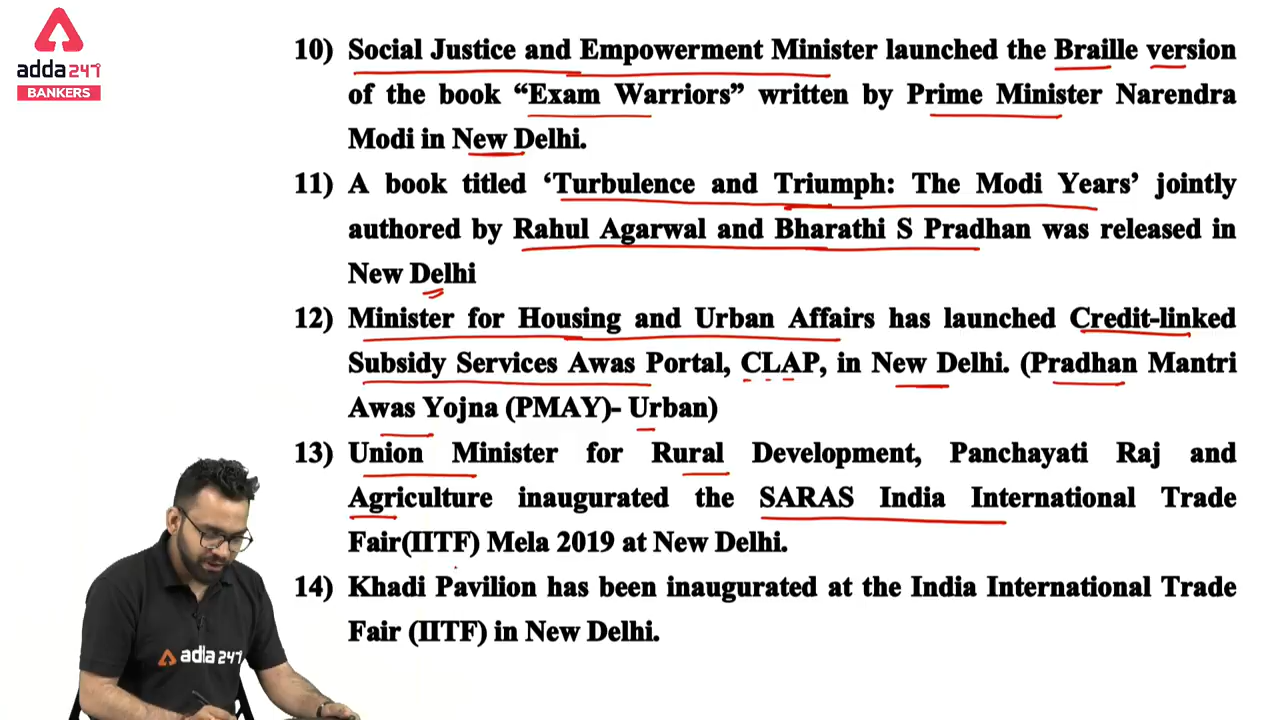 adda247
BANKERS
10) Social Justice and Empowerment Minister launched the Braille version
of the book “Exam Warriors” written by Prime Minister Narendra
Modi in New Delhi.
11) A book titled ‘Turbulence and Triumph: The Modi Years’ jointly
authored by Rahul Agarwal and Bharathi S Pradhan was released in
New Delhi
12) Minister for Housing and Urban Affairs has launched Credit-linked
Subsidy Services Awas Portal, CLAP, in New Delhi. (Pradhan Mantri
Awas Yojna (PMAY)- Urban)
13) Union Minister for Rural Development, Panchayati Raj and
Agriculture inaugurated the SARAS India International Trade
Fair(IITF) Mela 2019 at New Delhi.
14) Khadi Pavilion has been inaugurated at the India International Trade
Fair (IITF) in New Delhi.
adda 247